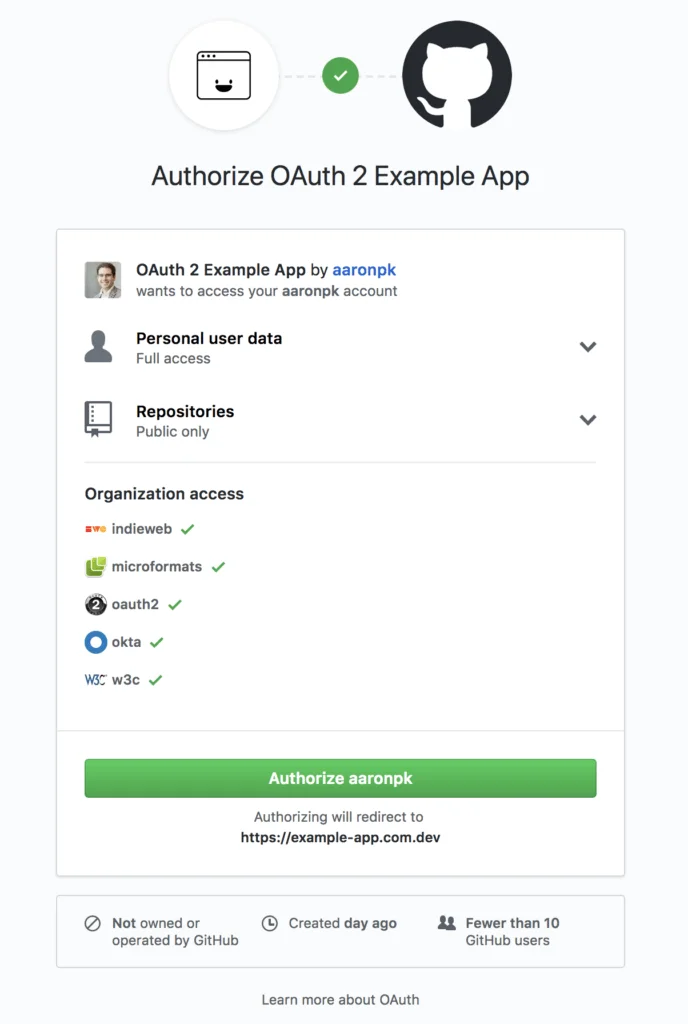 Authorize OAuth 2 Example App
OAuth 2 Example App by aaronpk
wants to access your aaronpk account
Personal user data
Full access
Repositories
Public only
Organization access
indieweb
microformats
2 oauth2
okta
W3C w3c
Authorize aaronpk
Authorizing will redirect to
https://example-app.com.dev
Not owned or
operated by GitHub
Created day ago
Fewer than 10
GitHub users
Learn more about OAuth